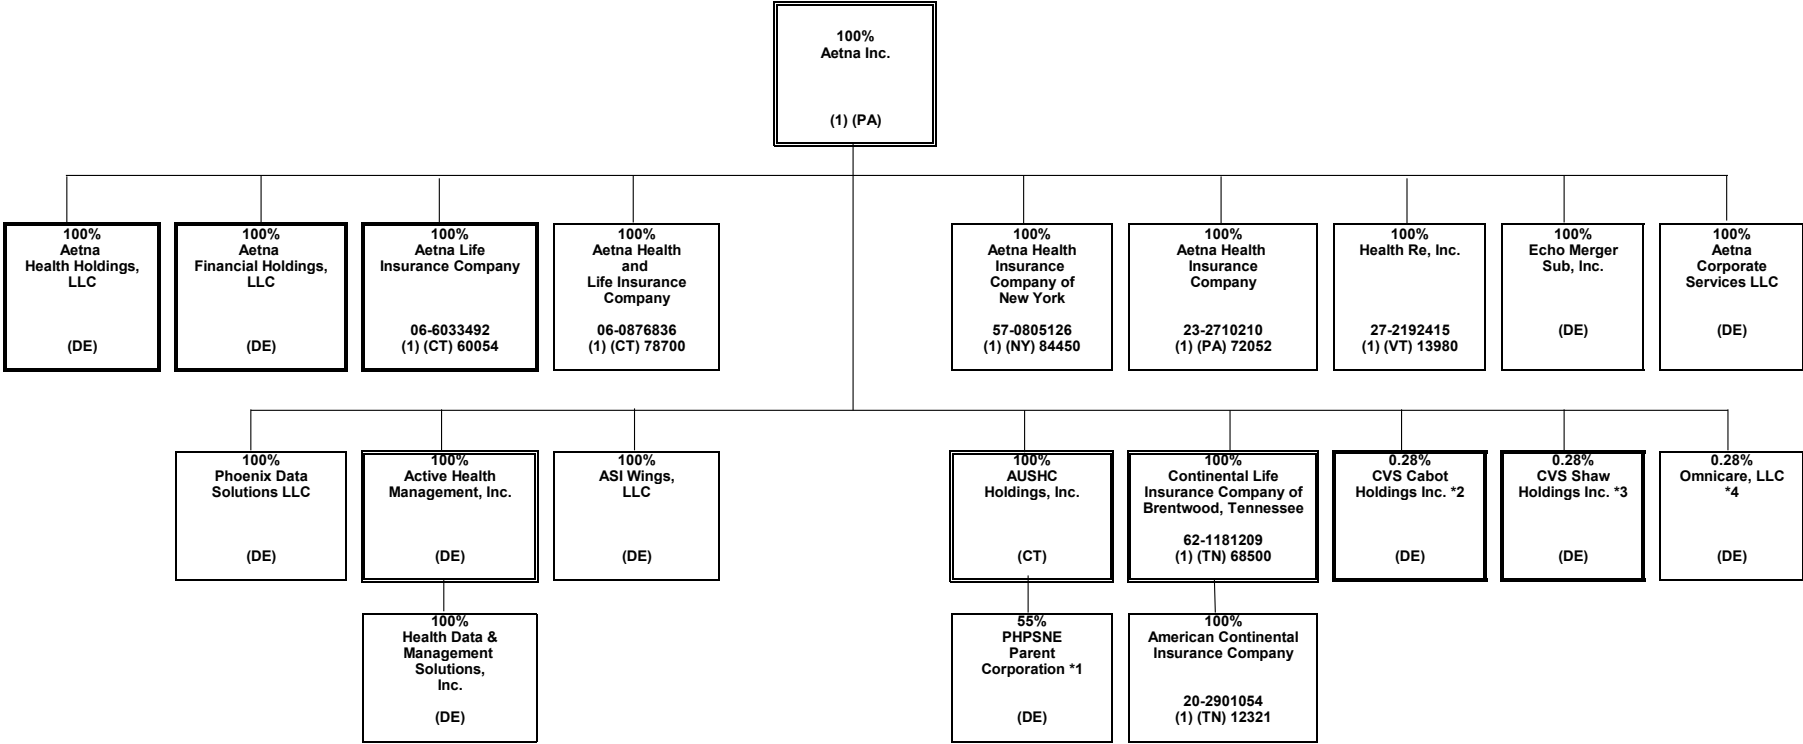 100%
Aetna Inc.
(1) (PA)
100%
Aetna
Health Holdings,
LLC
(DE)
100%
Aetna
Financial Holdings,
LLC
(DE)
100%
Aetna Life
Insurance Company
06-6033492
(1) (CT) 60054
100%
Aetna Health
and
Life Insurance
Company
06-0876836
(1) (CT) 78700
100%
Aetna Health
Insurance
Company of
New York
57-0805126
(1) (NY) 84450
100%
Aetna Health
Insurance
Company
23-2710210
(1) (PA) 72052
100%
Health Re, Inc.
27-2192415
(1) (VT) 13980
100%
Echo Merger
Sub, Inc.
(DE)
100%
Aetna
Corporate
Services LLC
(DE)
100%
Phoenix Data
Solutions LLC
(DE)
100%
Active Health
Management, Inc.
(DE)
100%
ASI Wings,
LLC
(DE)
100%
AUSHC
Holdings, Inc.
(CT)
100%
Continental Life
Insurance Company of
Brentwood, Tennessee
62-1181209
(1) (TN) 68500
0.28%
CVS Cabot
Holdings Inc. *2
(DE)
0.28%
CVS Shaw
Holdings Inc. *3
(DE)
0.28%
Omnicare, LLC
*4
(DE)
100%
Health Data &
Management
Solutions,
Inc.
(DE)
55%
PHPSNE
Parent
Corporation *1
(DE)
100%
American Continental
Insurance Company
20-2901054
(1) (TN) 12321